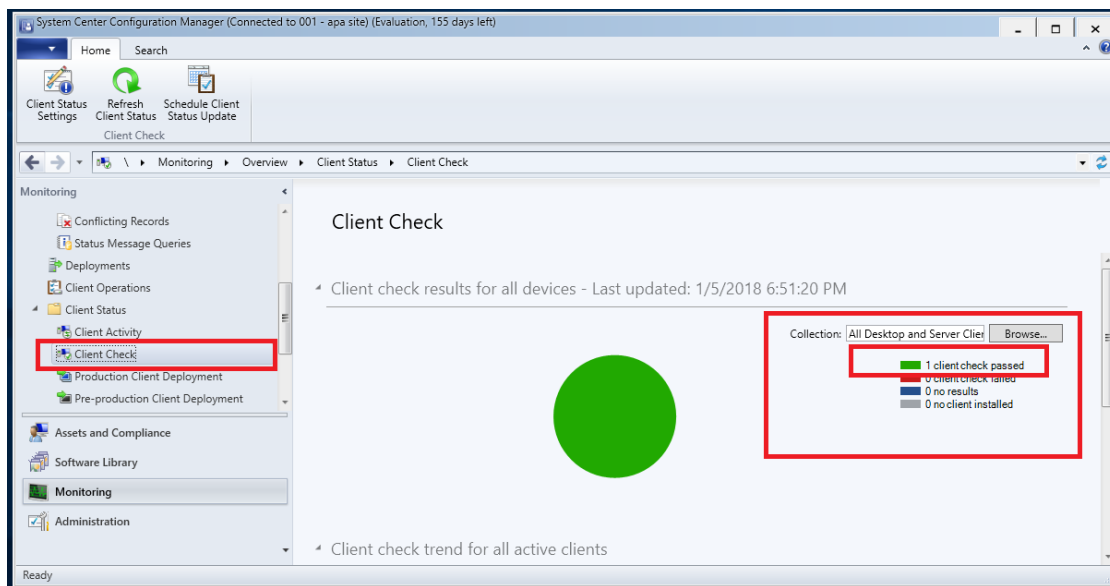 System Center Configuration Manager (Connected to 001 - apa site) (Evaluation, 155 days left)
Home Search
Client Status Settings
Refresh Client Status
Schedule Client Status Update
Client Check
\ Monitoring Overview Client Status Client Check
Monitoring
Conflicting Records
Status Message Queries
Deployments
Client Operations
Client Status
Client Activity
Client Check
Production Client Deployment
Pre-production Client Deployment
Assets and Compliance
Software Library
Monitoring
Administration
Client Check
Client check results for all devices - Last updated: 1/5/2018 6:51:20 PM
Collection: All Desktop and Server Clier Browse...
1 client check passed
0 client check failed
0 no results
0 no client installed
Client check trend for all active clients
Ready